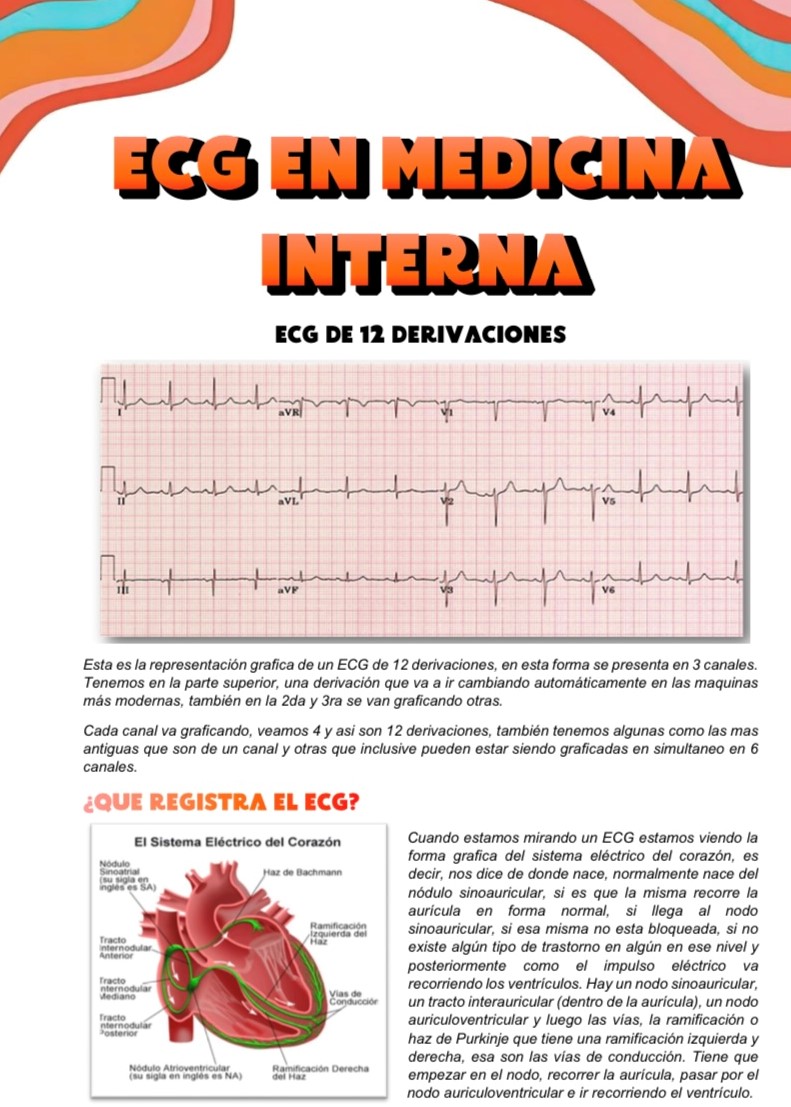 ECG EN MEDICINA
INTERNA
ECG DE 12 DERIVACIONES
I
aVR
V1
V4
II
aVL
V2
V5
III
aVF
V3
V6
Esta es la representación grafica de un ECG de 12 derivaciones, en esta forma se presenta en 3 canales.
Tenemos en la parte superior, una derivación que va a ir cambiando automáticamente en las maquinas
más modernas, también en la 2da y 3ra se van graficando otras.
Cada canal va graficando, veamos 4 y asi son 12 derivaciones, también tenemos algunas como las mas
antiguas que son de un canal y otras que inclusive pueden estar siendo graficadas en simultaneo en 6
canales.
¿QUE REGISTRA EL ECG?
El Sistema Eléctrico del Corazón
Nódulo
Sinoatrial
(su sigla en
inglés es SA)
Haz de Bachmann
Ramificación
Izquierda del
Haz
Tracto
Internodular
Anterior
Tracto
Internodular
Mediano
Tracto
Internodular
Posterior
Vías de
Conducción
Nódulo Atrioventricular
(su sigla en inglés es NA)
Ramificación Derecha
del Haz
Cuando estamos mirando un ECG estamos viendo la
forma grafica del sistema eléctrico del corazón, es
decir, nos dice de donde nace, normalmente nace del
nódulo sinoauricular, si es que la misma recorre la
aurícula en forma normal, si llega al nodo
sinoauricular, si esa misma no esta bloqueada, si no
existe algún tipo de trastorno en algún en ese nivel y
posteriormente como el impulso eléctrico va
recorriendo los ventrículos. Hay un nodo sinoauricular,
un tracto interauricular (dentro de la aurícula), un nodo
auriculoventricular y luego las vías, la ramificación o
haz de Purkinje que tiene una ramificación izquierda y
derecha, esa son las vías de conducción. Tiene que
empezar en el nodo, recorrer la aurícula, pasar por el
nodo auriculoventricular e ir recorriendo el ventrículo.